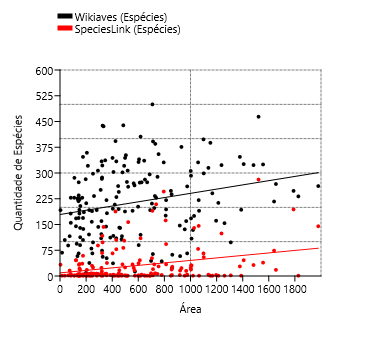 Wikiaves (Espécies)
SpeciesLink (Espécies)
600
525
450
375
300
225
150
75
0
Quantidade de Espécies
0 200 400 600 800 1000 1200 1400 1600 1800
Área